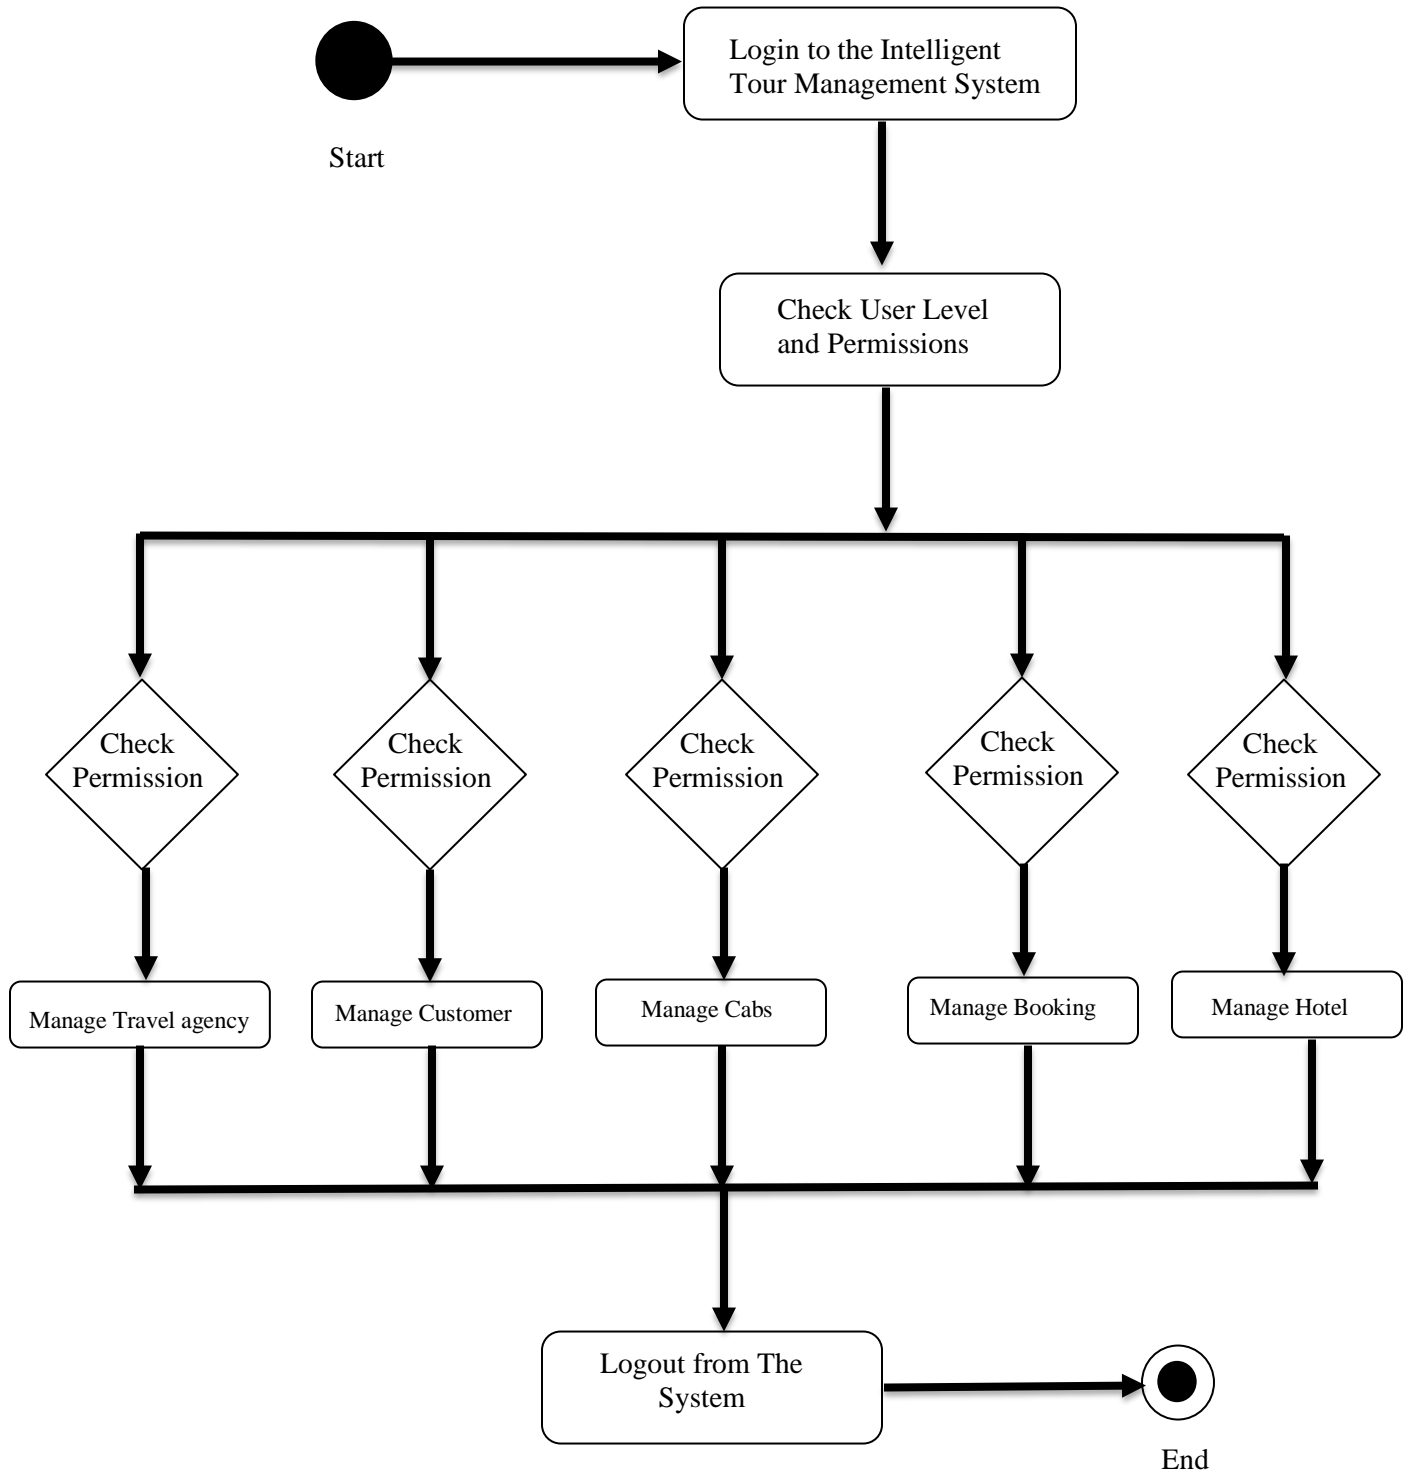 Login to the Intelligent
Tour Management System
Start
Check User Level
and Permissions
Check
Permission
Check
Permission
Check
Permission
Check
Permission
Check
Permission
Manage Travel agency
Manage Customer
Manage Cabs
Manage Booking
Manage Hotel
Logout from The
System
End